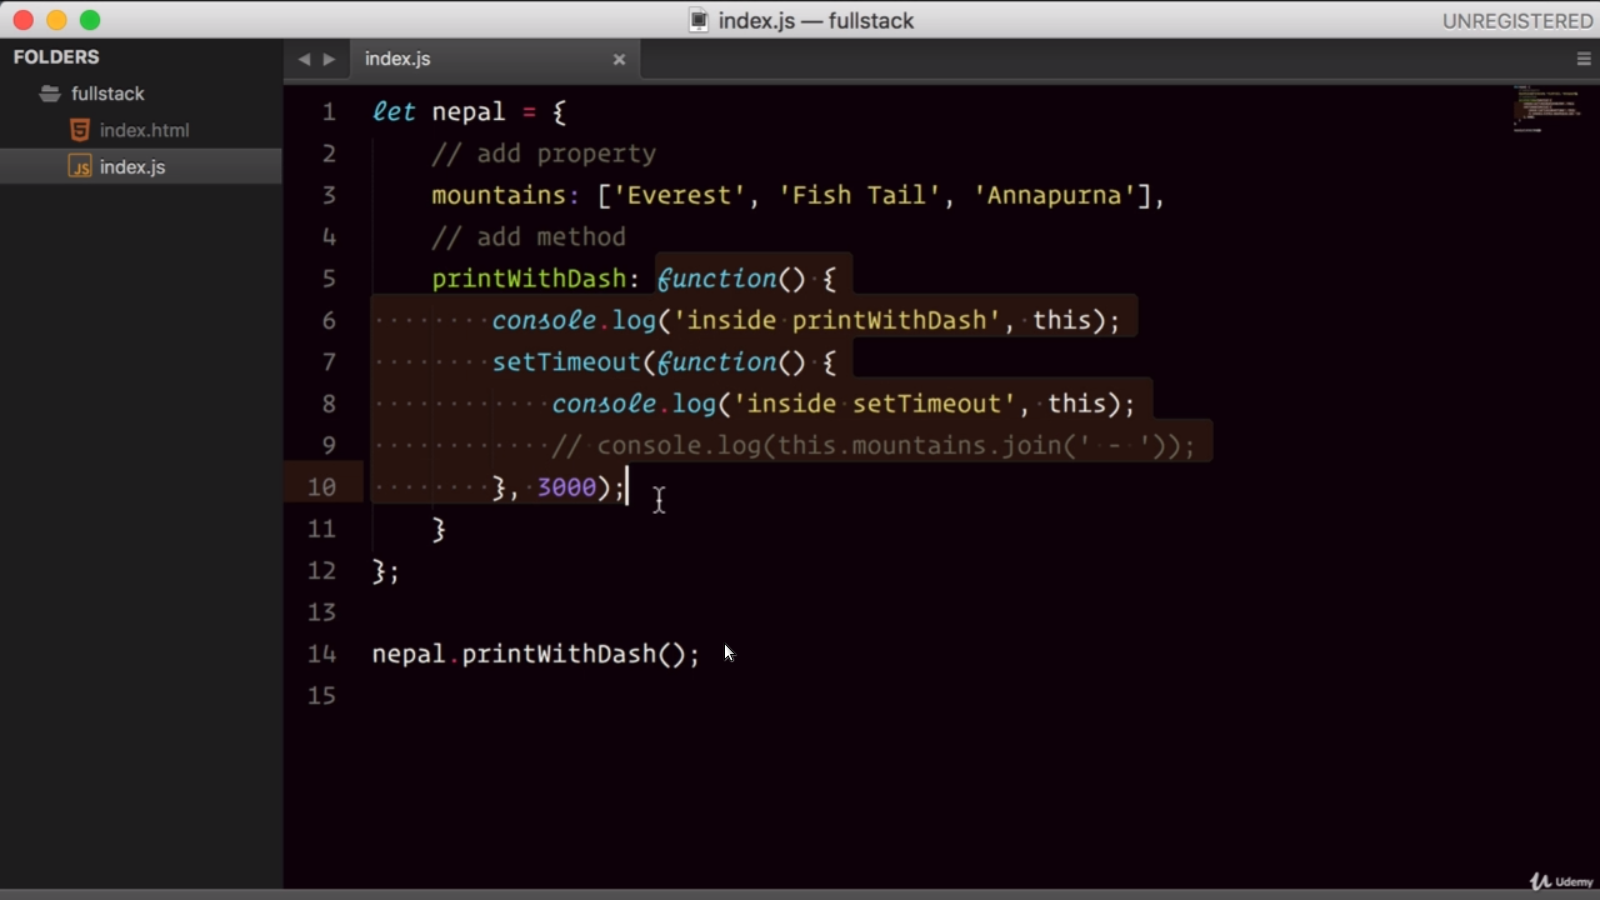 index.js — fullstack
UNREGISTERED
FOLDERS
fullstack
index.html
JS index.js
index.js
1 let nepal = {
2 // add property
3 mountains: ['Everest', 'Fish Tail', 'Annapurna'],
4 // add method
5 printWithDash: function() {
6 console.log('inside printWithDash', this);
7 setTimeout(function() {
8 console.log('inside setTimeout', this);
9 // console.log(this.mountains.join(' - '));
10 }, 3000);
11 }
12 };
13
14 nepal.printWithDash();
15
Udemy